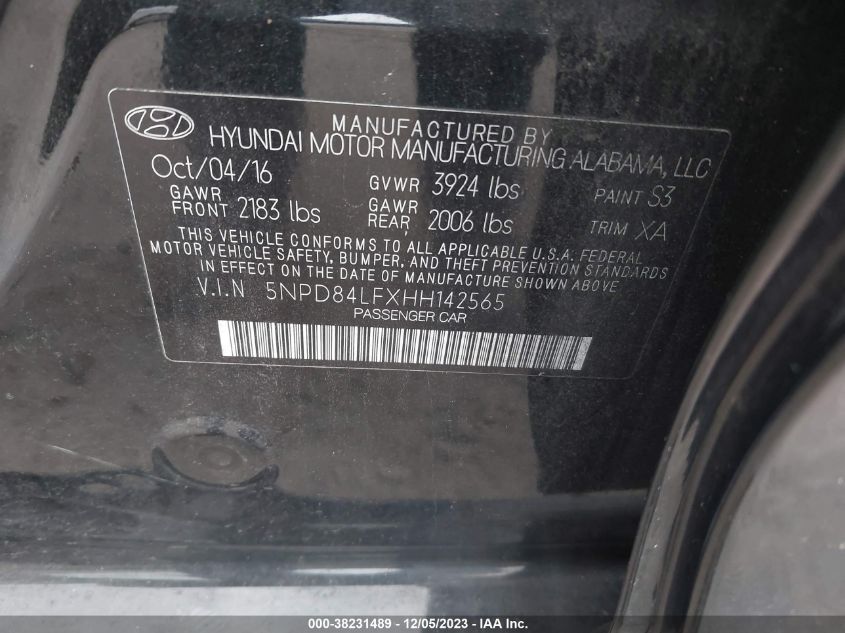 MANUFACTURED BY
HYUNDAI MOTOR MANUFACTURING ALABAMA, LLC
Oct/04/16 GVWR 3924 lbs PAINT S3
GAWR FRONT 2183 lbs GAWR REAR 2006 lbs TRIM XA
THIS VEHICLE CONFORMS TO ALL APPLICABLE U.S.A. FEDERAL
MOTOR VEHICLE SAFETY, BUMPER, AND THEFT PREVENTION STANDARDS
IN EFFECT ON THE DATE OF MANUFACTURE SHOWN ABOVE
V.I.N 5NPD84LFXHH142565
PASSENGER CAR
000-38231489 - 12/05/2023 - IAA Inc.